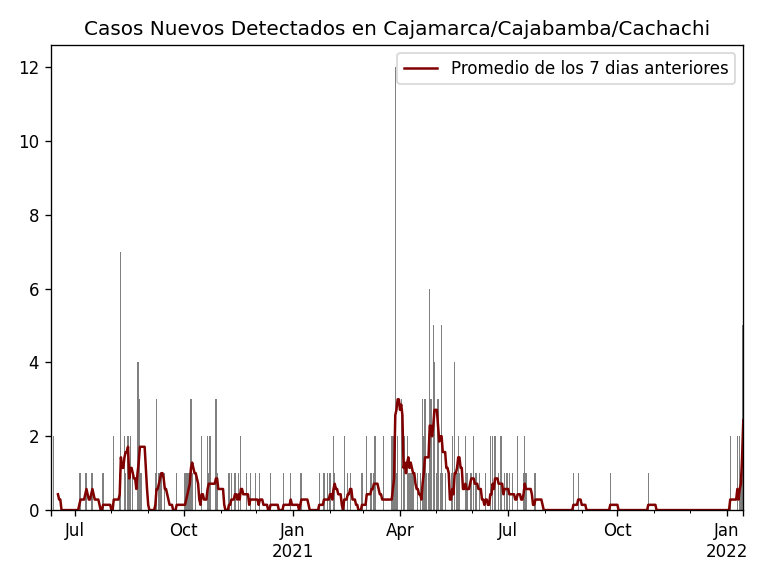 Casos Nuevos Detectados en Cajamarca/Cajabamba/Cachachi
Promedio de los 7 dias anteriores
12
10
8
6
4
2
0
Jul
Oct
Jan
2021
Apr
Jul
Oct
Jan
2022